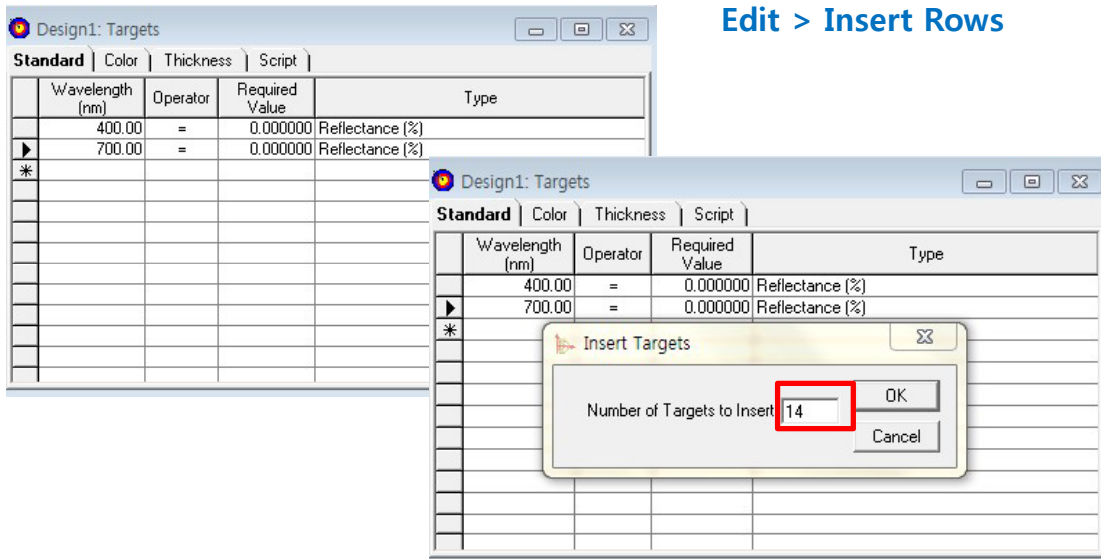 Edit > Insert Rows
Design1: Targets
Standard Color Thickness Script
Wavelength (nm) Operator Required Value Type
400.00 = 0.000000 Reflectance (%)
700.00 = 0.000000 Reflectance (%)
Design1: Targets
Standard Color Thickness Script
Wavelength (nm) Operator Required Value Type
400.00 = 0.000000 Reflectance (%)
700.00 = 0.000000 Reflectance (%)
Insert Targets
Number of Targets to Insert 14
OK
Cancel